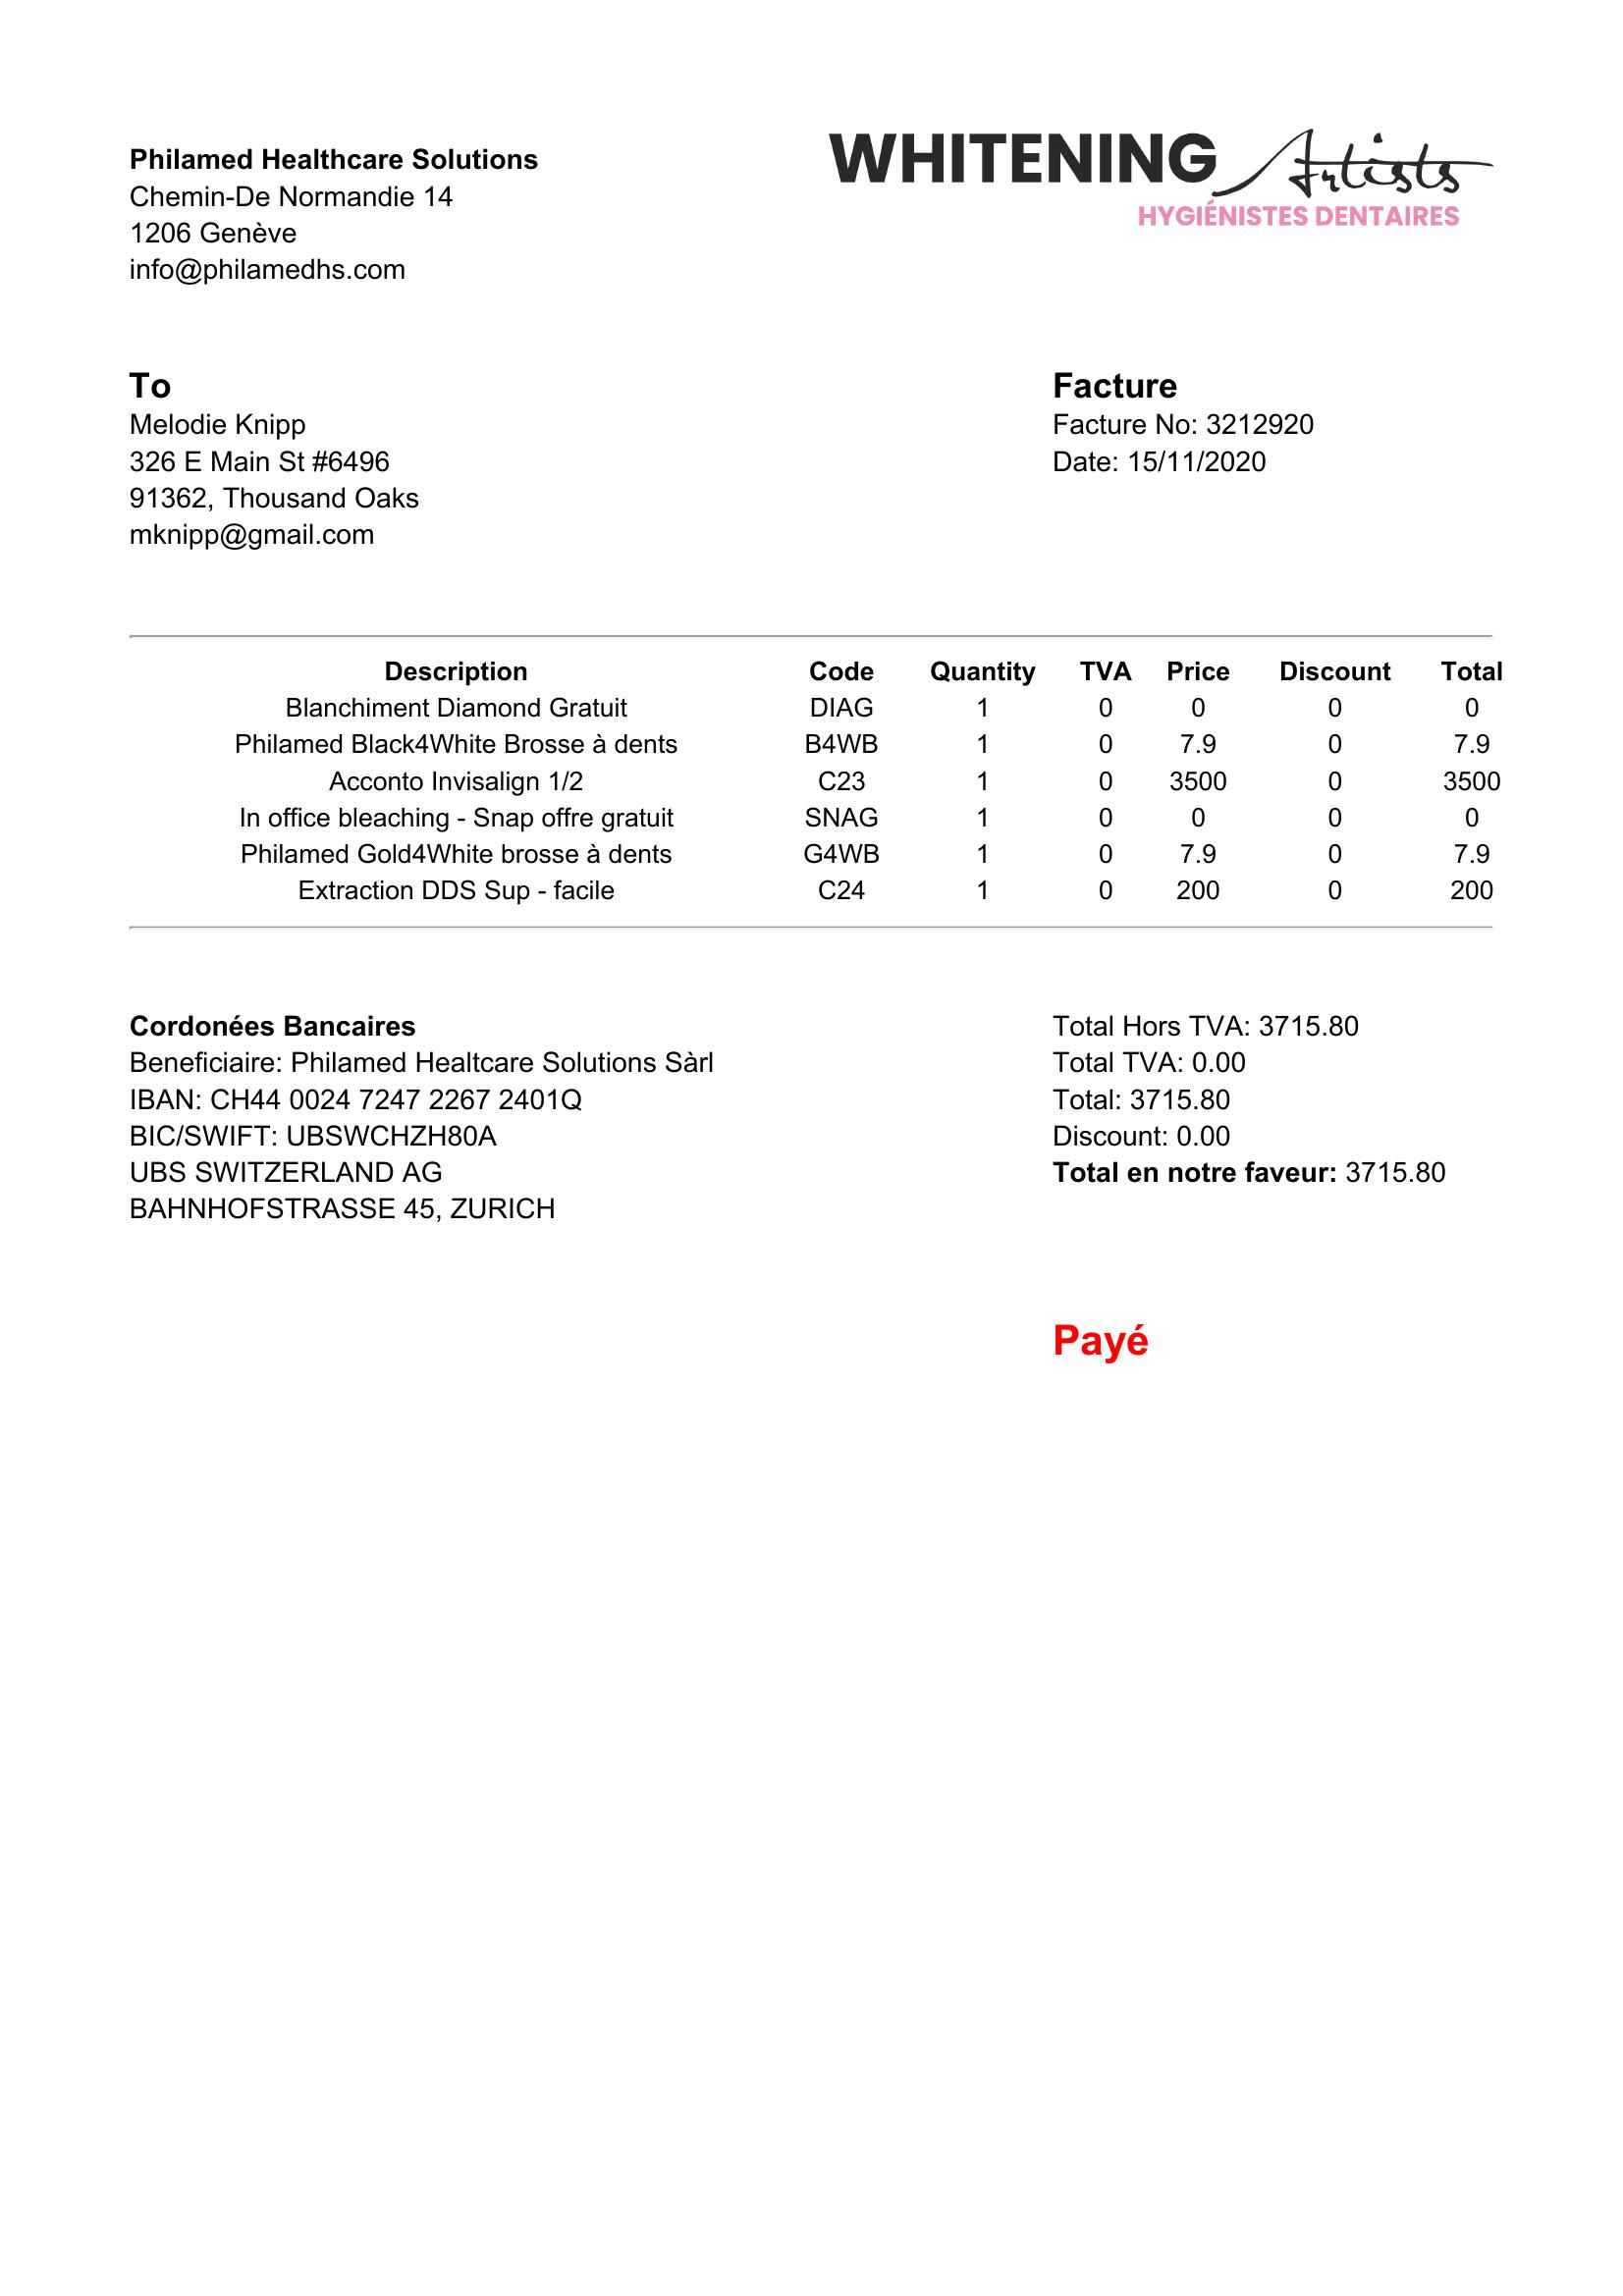 Philamed Healthcare Solutions
Chemin-De Normandie 14
1206 Genève
info@philamedhs.com
WHITENING Artists
HYGIÉNISTES DENTAIRES
To
Melodie Knipp
326 E Main St #6496
91362, Thousand Oaks
mknipp@gmail.com
Facture
Facture No: 3212920
Date: 15/11/2020
Description Code Quantity TVA Price Discount Total
Blanchiment Diamond Gratuit DIAG 1 0 0 0 0
Philamed Black4White Brosse à dents B4WB 1 0 7.9 0 7.9
Acconto Invisalign 1/2 C23 1 0 3500 0 3500
In office bleaching - Snap offre gratuit SNAG 1 0 0 0 0
Philamed Gold4White brosse à dents G4WB 1 0 7.9 0 7.9
Extraction DDS Sup - facile C24 1 0 200 0 200
Cordonées Bancaires
Beneficiaire: Philamed Healtcare Solutions Sàrl
IBAN: CH44 0024 7247 2267 2401Q
BIC/SWIFT: UBSWCHZH80A
UBS SWITZERLAND AG
BAHNHOFSTRASSE 45, ZURICH
Total Hors TVA: 3715.80
Total TVA: 0.00
Total: 3715.80
Discount: 0.00
Total en notre faveur: 3715.80
Payé